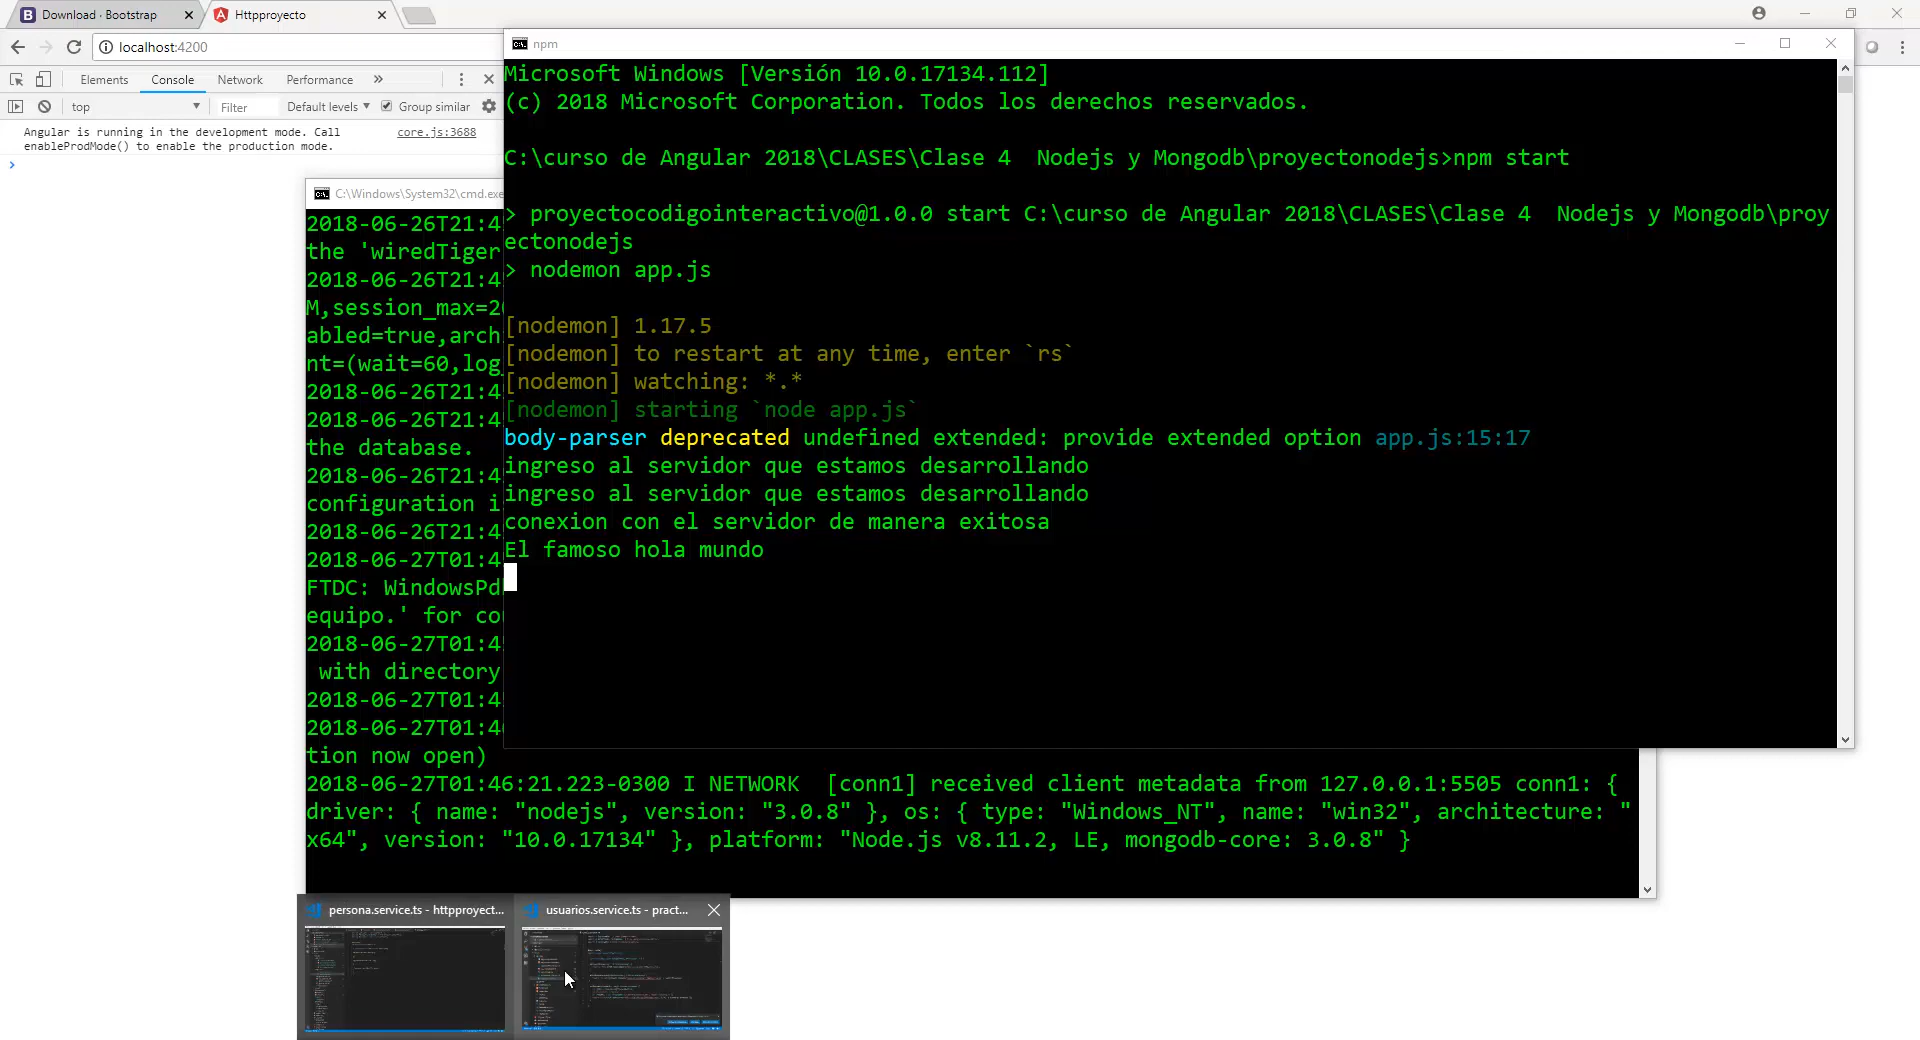 Download · Bootstrap
Httpproyecto
localhost:4200
Elements
Console
Network
Performance
»
top
Filter
Default levels
Group similar
Angular is running in the development mode. Call
core.js:3688
enableProdMode() to enable the production mode.
>
npm
Microsoft Windows [Versión 10.0.17134.112]
(c) 2018 Microsoft Corporation. Todos los derechos reservados.
C:\curso de Angular 2018\CLASES\Clase 4  Nodejs y Mongodb\proyectonodejs>npm start
> proyectocodigointeractivo@1.0.0 start C:\curso de Angular 2018\CLASES\Clase 4  Nodejs y Mongodb\proy
ectonodejs
> nodemon app.js
[nodemon] 1.17.5
[nodemon] to restart at any time, enter `rs`
[nodemon] watching: *.*
[nodemon] starting `node app.js`
body-parser deprecated undefined extended: provide extended option app.js:15:17
ingreso al servidor que estamos desarrollando
ingreso al servidor que estamos desarrollando
conexion con el servidor de manera exitosa
El famoso hola mundo
C:\Windows\System32\cmd.exe
2018-06-26T21:4
the 'wiredTiger
2018-06-26T21:4
M,session_max=20
abled=true,arch
nt=(wait=60,log_
2018-06-26T21:4
2018-06-26T21:4
the database.
2018-06-26T21:4
configuration i
2018-06-26T21:4
2018-06-27T01:4
FTDC: WindowsPd
equipo.' for co
2018-06-27T01:4
with directory
2018-06-27T01:4
2018-06-27T01:4
tion now open)
2018-06-27T01:46:21.223-0300 I NETWORK  [conn1] received client metadata from 127.0.0.1:5505 conn1: {
driver: { name: "nodejs", version: "3.0.8" }, os: { type: "Windows_NT", name: "win32", architecture: "
x64", version: "10.0.17134" }, platform: "Node.js v8.11.2, LE, mongodb-core: 3.0.8" }
persona.service.ts - httpproyect...
usuarios.service.ts - pract...